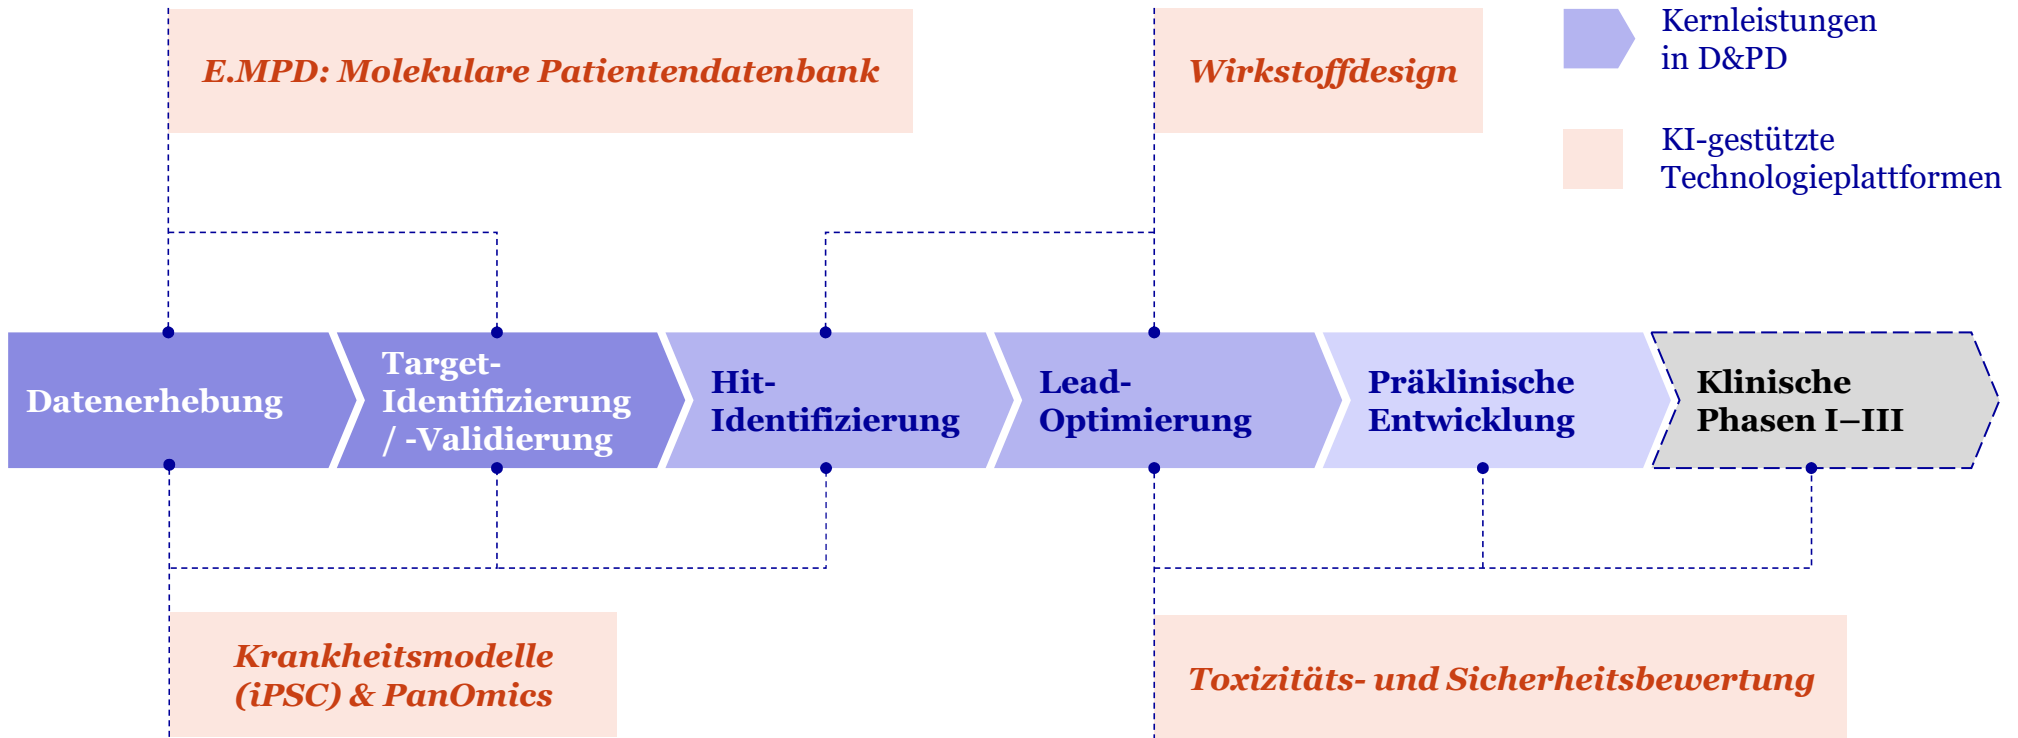 E.MPD: Molekulare Patientendatenbank
Wirkstoffdesign
Kernleistungen
in D&PD
KI-gestützte
Technologieplattformen
Datenerhebung
Target-
Identifizierung
/ -Validierung
Hit-
Identifizierung
Lead-
Optimierung
Präklinische
Entwicklung
Klinische
Phasen I–III
Krankheitsmodelle
(iPSC) & PanOmics
Toxizitäts- und Sicherheitsbewertung